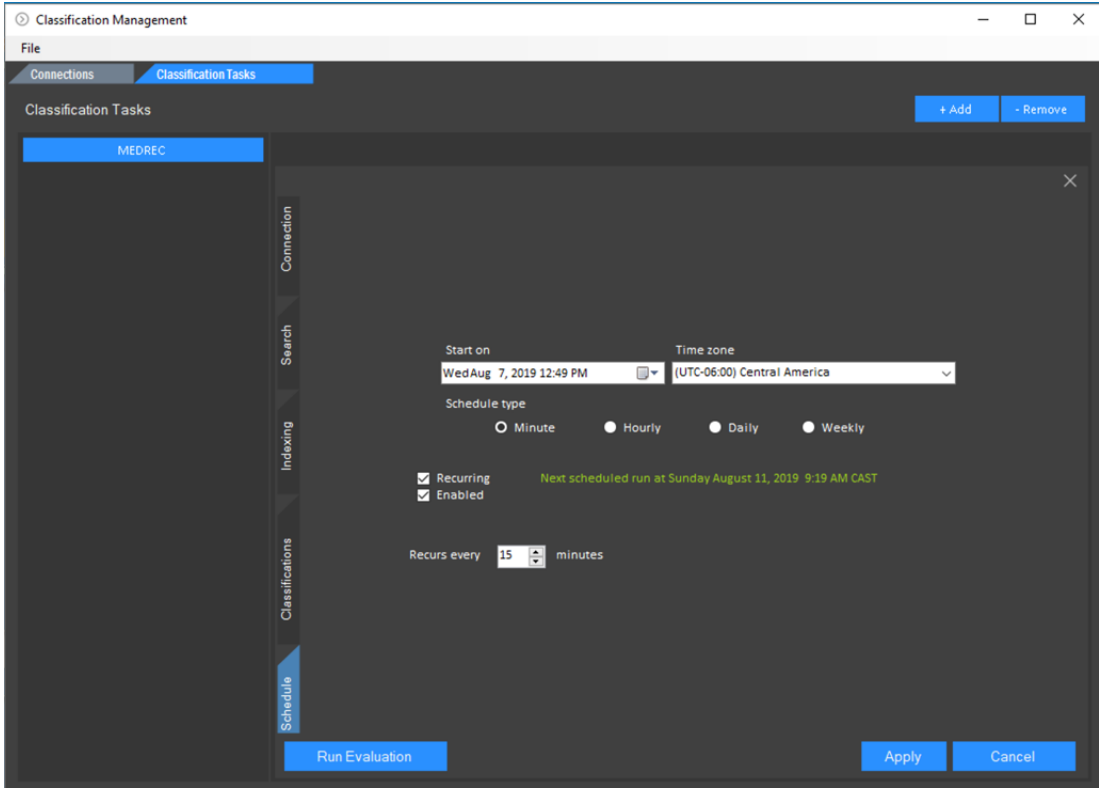 Classification Management
File
Connections Classification Tasks
Classification Tasks + Add - Remove
MEDREC
Connection
Search
Indexing
Classifications
Schedule
Start on Time zone
Wed Aug 7, 2019 12:49 PM (UTC-06:00) Central America
Schedule type
Minute Hourly Daily Weekly
Recurring Next scheduled run at Sunday August 11, 2019 9:19 AM CAST
Enabled
Recurs every 15 minutes
Run Evaluation Apply Cancel